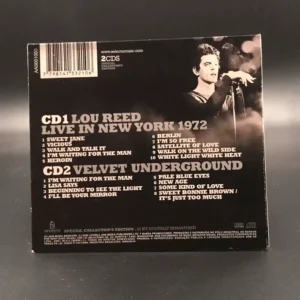 2CDS
CD1 LOU REED
LIVE IN NEW YORK 1972
1 SWEET JANE
2 VICIOUS
3 WALK AND TALK IT
4 I'M WAITING FOR THE MAN
5 HEROIN
6 BERLIN
7 I'M SO FREE
8 SATELLITE OF LOVE
9 WALK ON THE WILD SIDE
10 WHITE LIGHT WHITE HEAT
CD2 VELVET UNDERGROUND
1 I'M WAITING FOR THE MAN
2 LISA SAYS
3 BEGINNING TO SEE THE LIGHT
4 I'LL BE YOUR MIRROR
5 PALE BLUE EYES
6 NEW AGE
7 SOME KIND OF LOVE
8 SWEET BONNIE BROWN /
IT'S JUST TOO MUCH
SPECIAL COLLECTOR'S EDITION